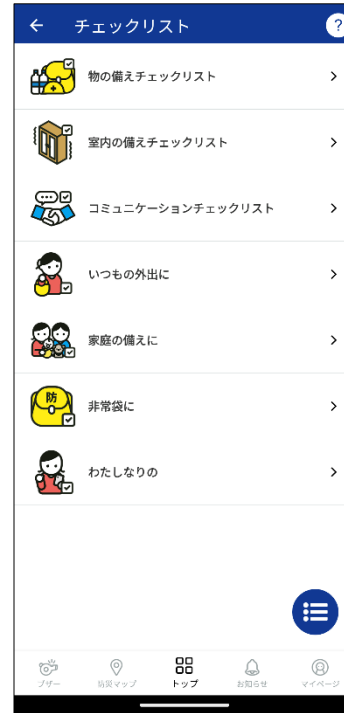 チェックリスト ?
物の備えチェックリスト
室内の備えチェックリスト
コミュニケーションチェックリスト
いつもの外出に
家庭の備えに
防
非常袋に
わたしなりの
ブザー 防災マップ トップ お知らせ マイページ